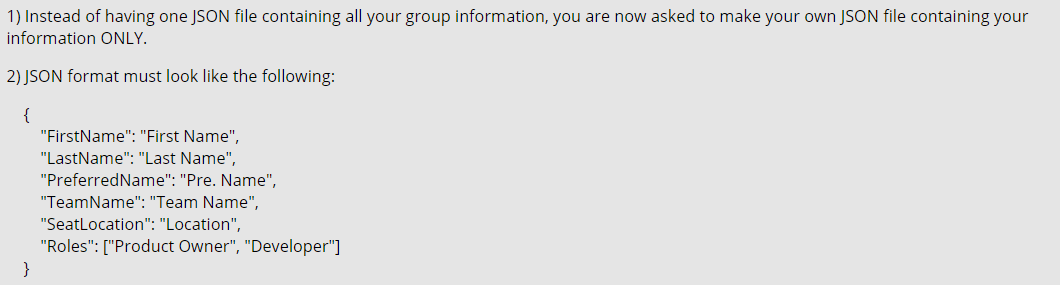 1) Instead of having one JSON file containing all your group information, you are now asked to make your own JSON file containing your
information ONLY.
2) JSON format must look like the following:
{
"FirstName": "First Name",
"LastName": "Last Name",
"PreferredName": "Pre. Name",
"TeamName": "Team Name",
"SeatLocation": "Location",
"Roles": ["Product Owner", "Developer"]
}